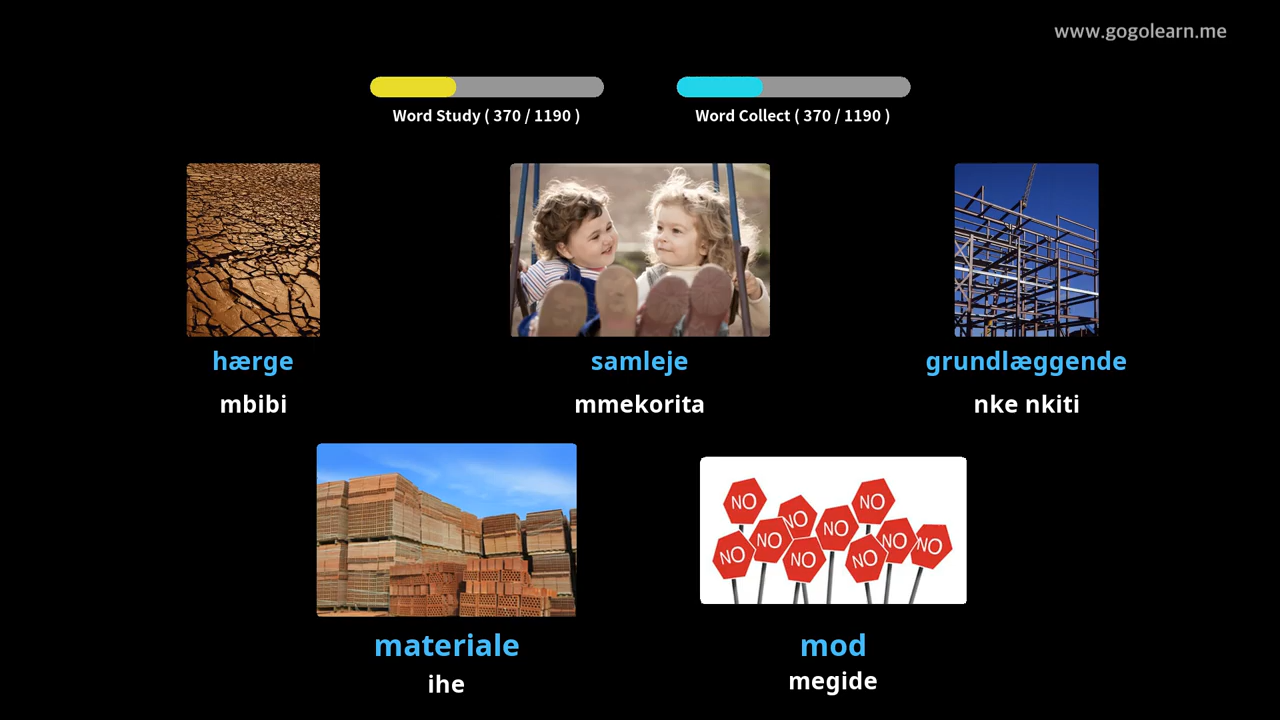 www.gogolearn.me
Word Study ( 370 / 1190 )
Word Collect ( 370 / 1190 )
hærge
samleje
grundlæggende
mbibi
mmekorita
nke nkiti
NO
NO
NO
NO
NO
NO
NO
NO
NO
NO
materiale
mod
ihe
megide